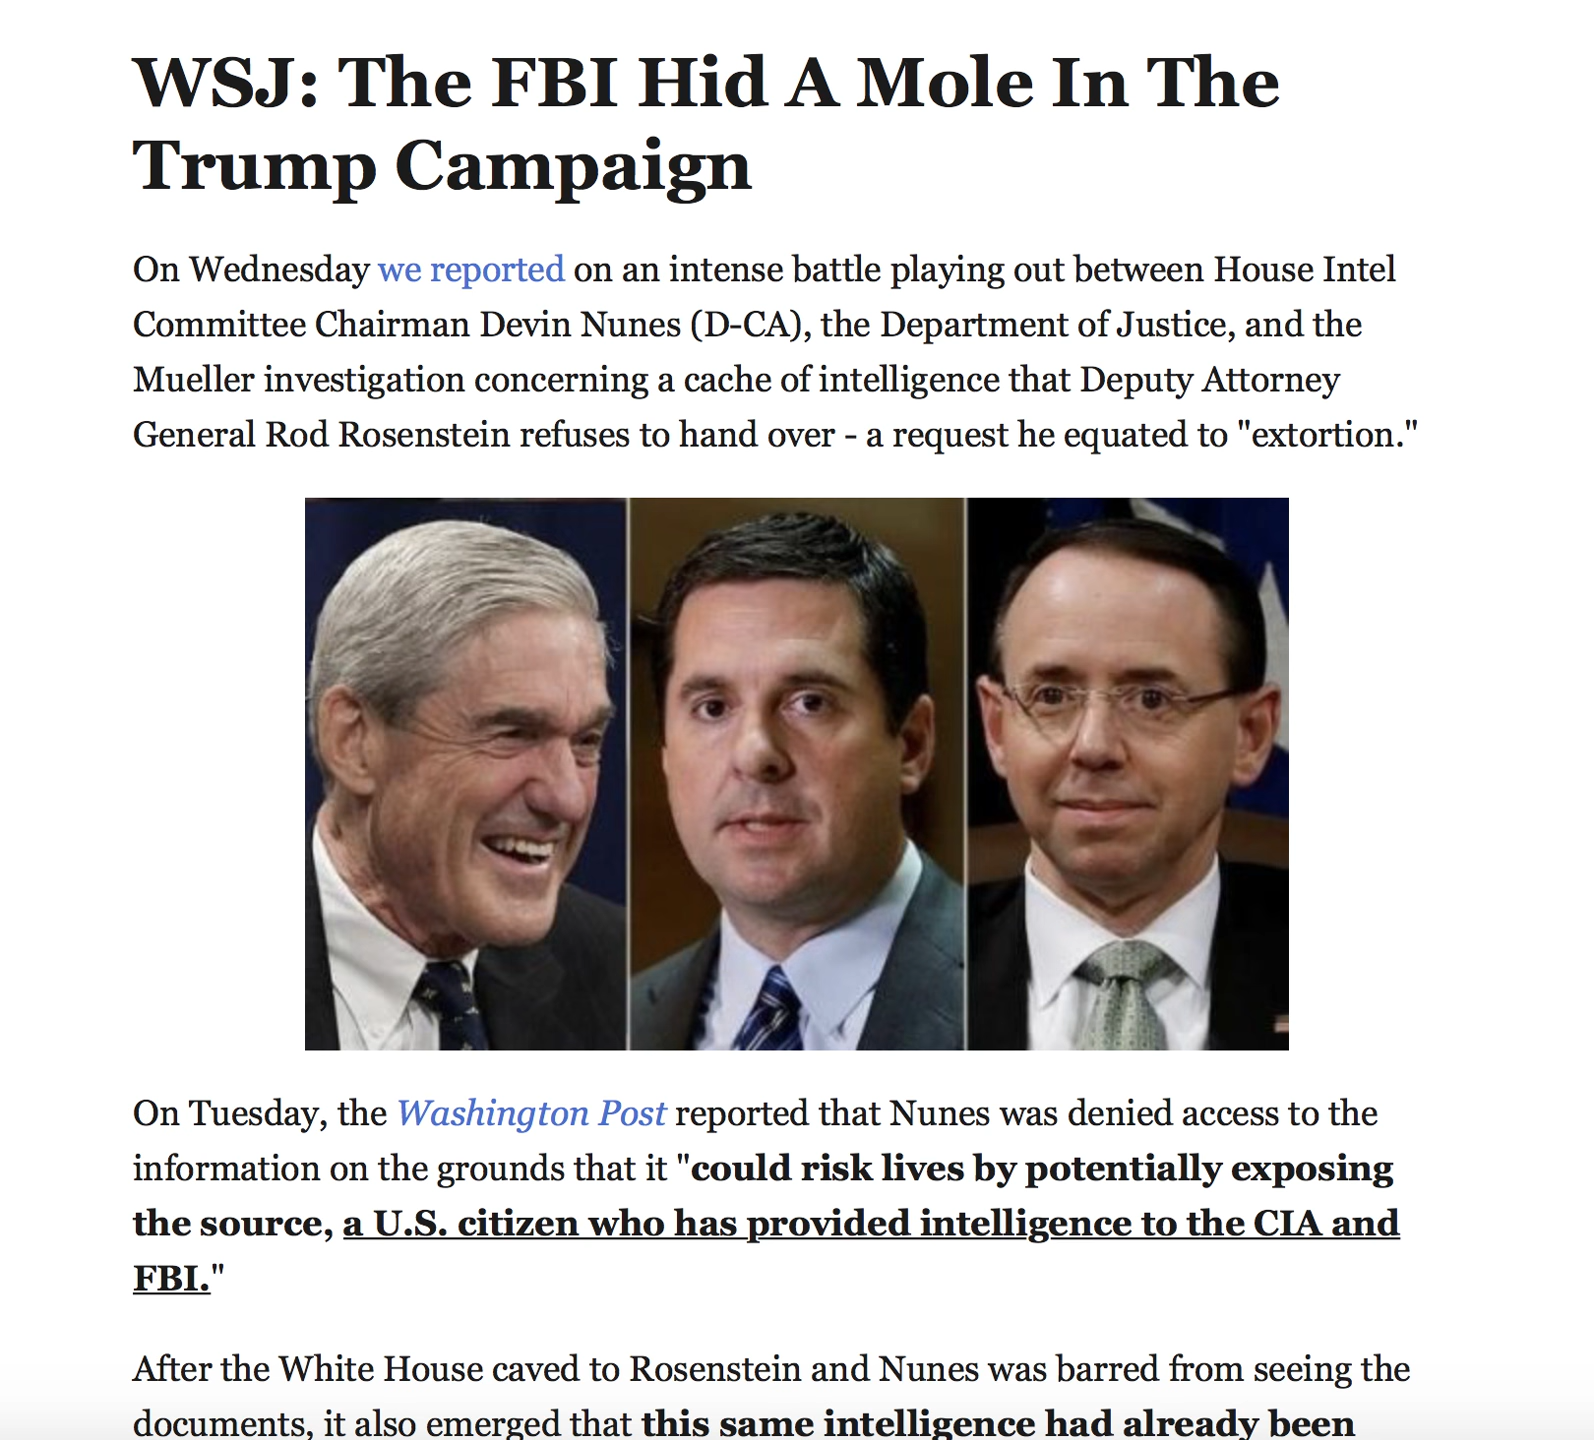 WSJ: The FBI Hid A Mole In The
Trump Campaign
On Wednesday we reported on an intense battle playing out between House Intel
Committee Chairman Devin Nunes (D-CA), the Department of Justice, and the
Mueller investigation concerning a cache of intelligence that Deputy Attorney
General Rod Rosenstein refuses to hand over - a request he equated to "extortion."
On Tuesday, the Washington Post reported that Nunes was denied access to the
information on the grounds that it "could risk lives by potentially exposing
the source, a U.S. citizen who has provided intelligence to the CIA and
FBI."
After the White House caved to Rosenstein and Nunes was barred from seeing the
documents, it also emerged that this same intelligence had already been